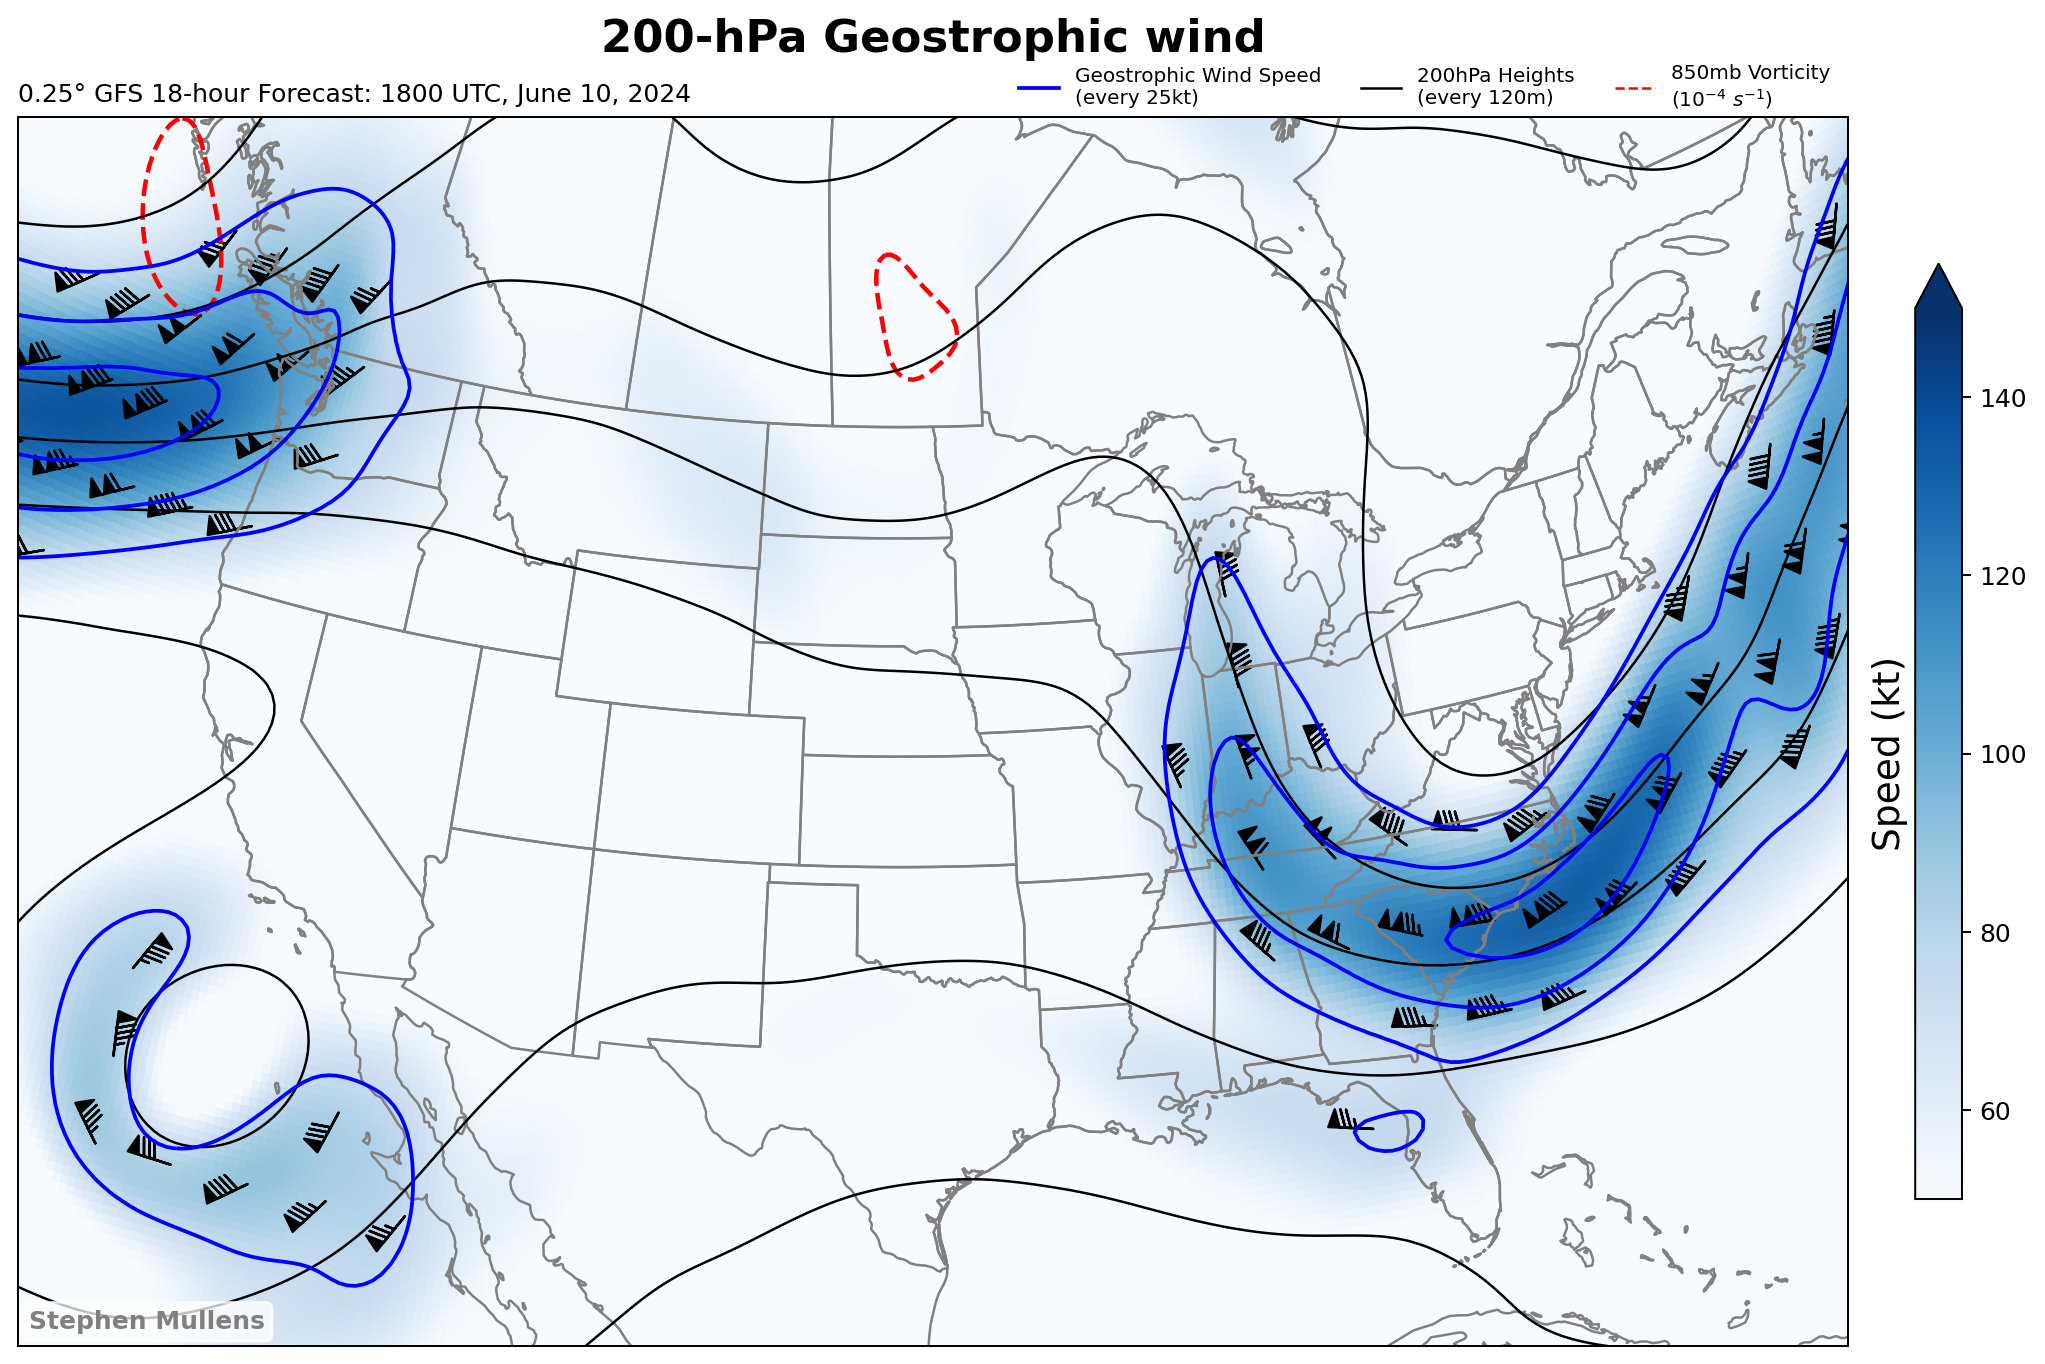 200-hPa Geostrophic wind
0.25° GFS 18-hour Forecast: 1800 UTC, June 10, 2024
Geostrophic Wind Speed
(every 25kt)
200hPa Heights
(every 120m)
850mb Vorticity
(10⁻⁴ s⁻¹)
140
120
100
80
60
Speed (kt)
Stephen Mullens